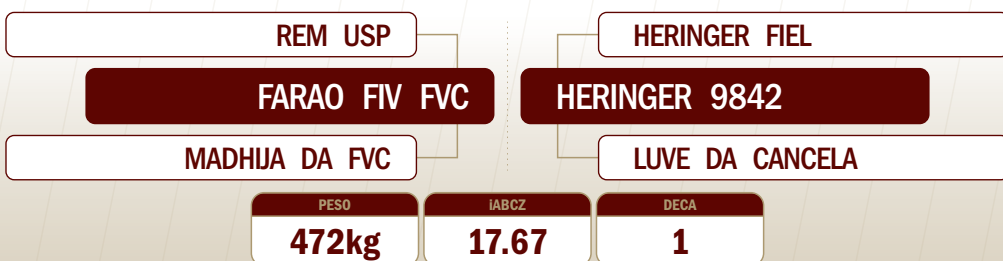 REM USP
HERINGER FIEL
FARAO FIV FVC
HERINGER 9842
MADHIJA DA FVC
LUVE DA CANCELA
PESO
iABCZ
DECA
472kg
17.67
1